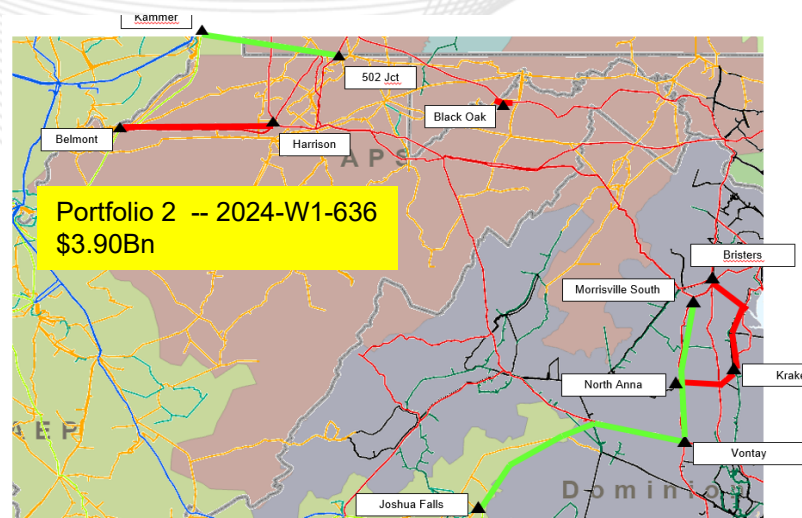 Kammer
502 Jct
Black Oak
Belmont
Harrison
APS
Portfolio 2 -- 2024-W1-636
$3.90Bn
Bristers
Morrisville South
North Anna
Krake
AEP
Vontay
Dominion
Joshua Falls